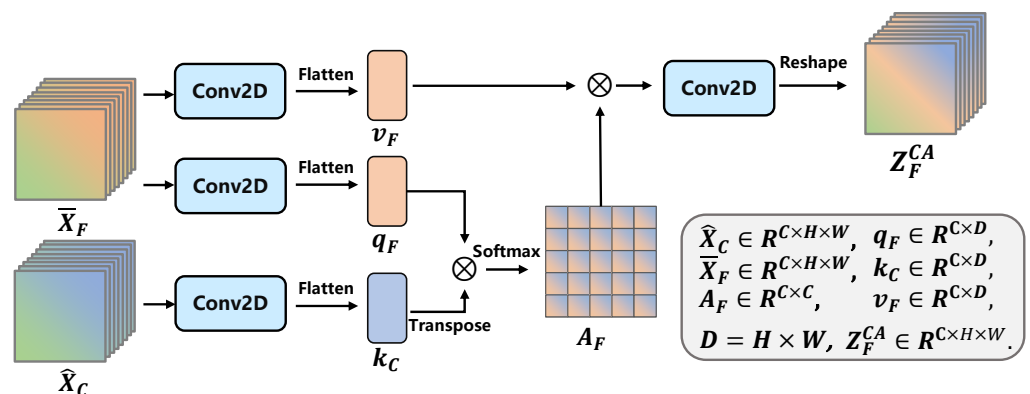 Conv2D Flatten v_F ⊗ Conv2D Reshape Z_F^{CA}
X̅_F Conv2D Flatten q_F
⊗ Softmax A_F
X̂_C Conv2D Flatten k_C Transpose
X̂_C ∈ R^{C×H×W}, q_F ∈ R^{C×D},
X̅_F ∈ R^{C×H×W}, k_C ∈ R^{C×D},
A_F ∈ R^{C×C}, v_F ∈ R^{C×D},
D = H × W, Z_F^{CA} ∈ R^{C×H×W}.